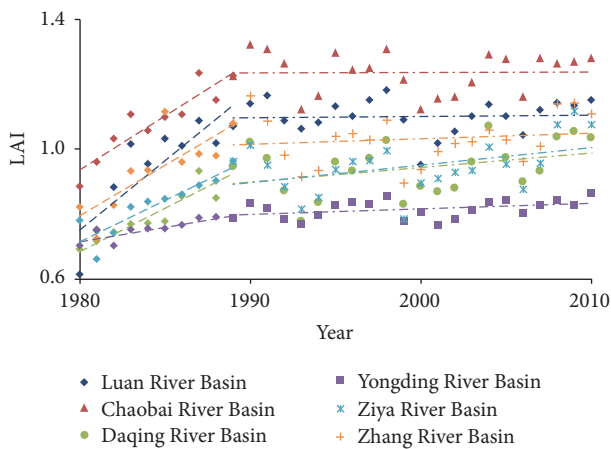 1.4
1.0
0.6
LAI
1980
1990
2000
2010
Year
Luan River Basin
Yongding River Basin
Chaobai River Basin
Ziya River Basin
Daqing River Basin
Zhang River Basin